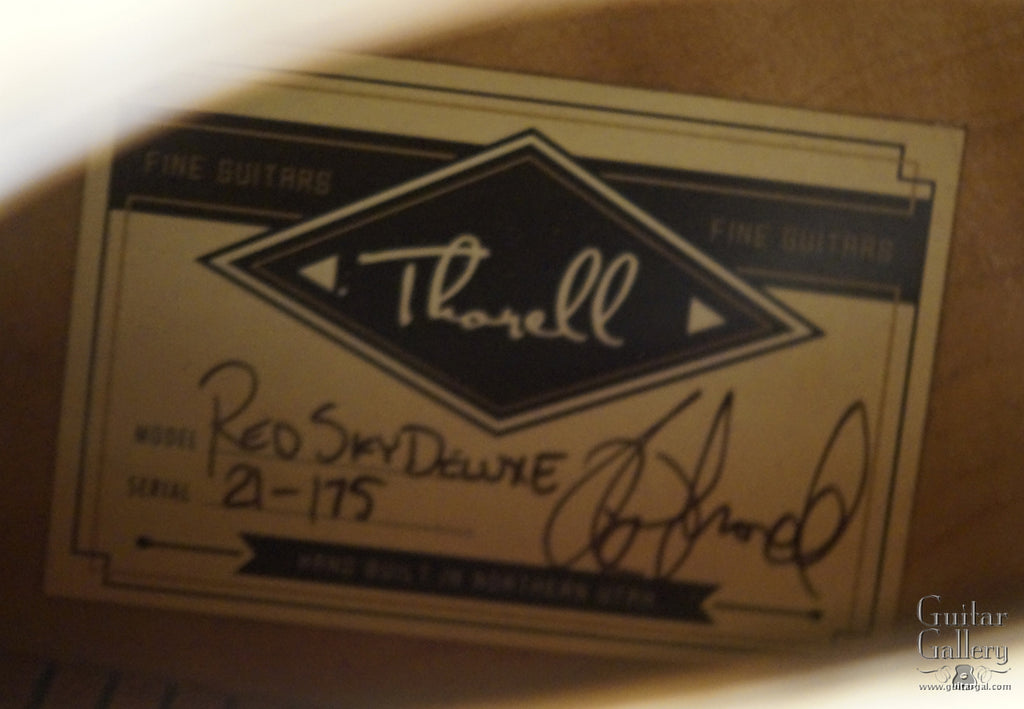 FINE GUITARS
FINE GUITARS
Thorell
MODEL RED SKY DELUXE
SERIAL 21-175
HAND BUILT IN NORTHERN UTAH
Guitar
Gallery
www.guitargal.com